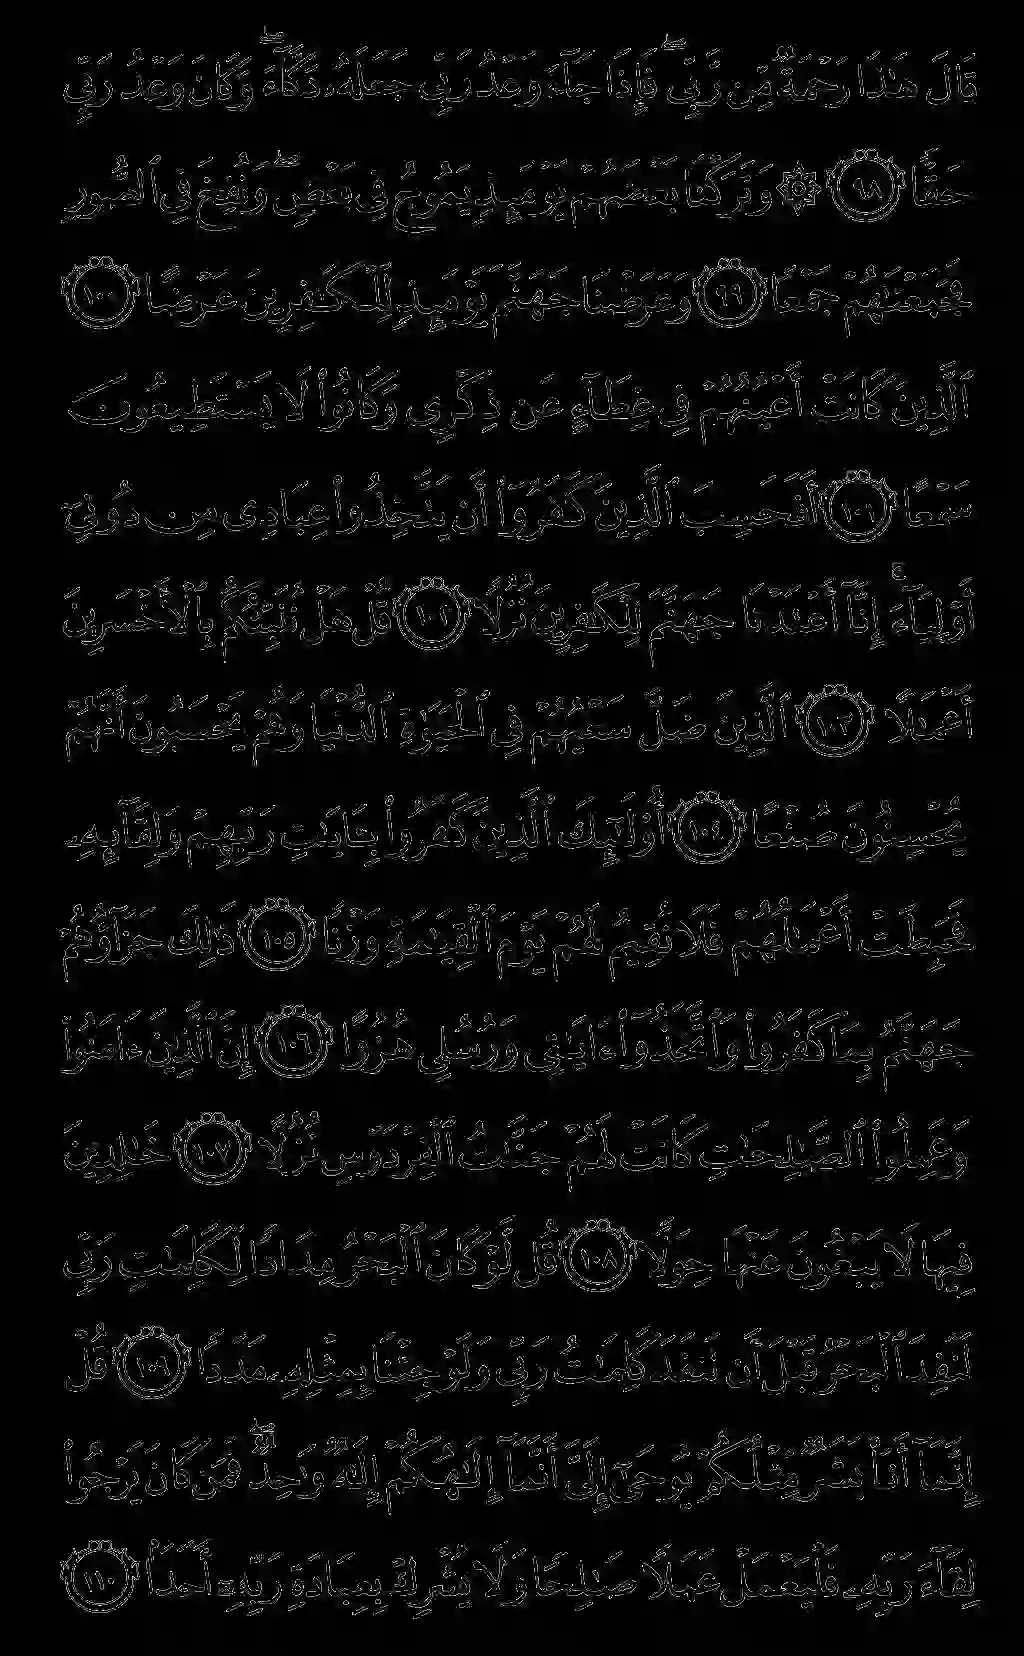 قَالَ هَـٰذَا رَحْمَةٌ مِّن رَّبِّي ۖ فَإِذَا جَآءَ وَعْدُ رَبِّي جَعَلَهُۥ دَكَّآءَ ۖ وَكَانَ وَعْدُ رَبِّي
حَقًّا ٩٨ ۞ وَتَرَكْنَا بَعْضَهُمْ يَوْمَئِذٍ يَمُوجُ فِي بَعْضٍ ۖ وَنُفِخَ فِي ٱلصُّورِ
فَجَمَعْنَـٰهُمْ جَمْعًا ٩٩ وَعَرَضْنَا جَهَنَّمَ يَوْمَئِذٍ لِّلْكَـٰفِرِينَ عَرْضًا ١٠٠
ٱلَّذِينَ كَانَتْ أَعْيُنُهُمْ فِي غِطَآءٍ عَن ذِكْرِي وَكَانُوا۟ لَا يَسْتَطِيعُونَ
سَمْعًا ١٠١ أَفَحَسِبَ ٱلَّذِينَ كَفَرُوٓا۟ أَن يَتَّخِذُوا۟ عِبَادِي مِن دُونِيٓ
أَوْلِيَآءَ ۚ إِنَّآ أَعْتَدْنَا جَهَنَّمَ لِلْكَـٰفِرِينَ نُزُلًا ١٠٢ قُلْ هَلْ نُنَبِّئُكُم بِٱلْأَخْسَرِينَ
أَعْمَـٰلًا ١٠٣ ٱلَّذِينَ ضَلَّ سَعْيُهُمْ فِي ٱلْحَيَوٰةِ ٱلدُّنْيَا وَهُمْ يَحْسَبُونَ أَنَّهُمْ
يُحْسِنُونَ صُنْعًا ١٠٤ أُو۟لَـٰٓئِكَ ٱلَّذِينَ كَفَرُوا۟ بِـَٔايَـٰتِ رَبِّهِمْ وَلِقَآئِهِۦ
فَحَبِطَتْ أَعْمَـٰلُهُمْ فَلَا نُقِيمُ لَهُمْ يَوْمَ ٱلْقِيَـٰمَةِ وَزْنًا ١٠٥ ذَٰلِكَ جَزَآؤُهُمْ
جَهَنَّمُ بِمَا كَفَرُوا۟ وَٱتَّخَذُوٓا۟ ءَايَـٰتِي وَرُسُلِي هُزُوًا ١٠٦ إِنَّ ٱلَّذِينَ ءَامَنُوا۟
وَعَمِلُوا۟ ٱلصَّـٰلِحَـٰتِ كَانَتْ لَهُمْ جَنَّـٰتُ ٱلْفِرْدَوْسِ نُزُلًا ١٠٧ خَـٰلِدِينَ
فِيهَا لَا يَبْغُونَ عَنْهَا حِوَلًا ١٠٨ قُل لَّوْ كَانَ ٱلْبَحْرُ مِدَادًا لِّكَلِمَـٰتِ رَبِّي
لَنَفِدَ ٱلْبَحْرُ قَبْلَ أَن تَنفَدَ كَلِمَـٰتُ رَبِّي وَلَوْ جِئْنَا بِمِثْلِهِۦ مَدَدًا ١٠٩ قُلْ
إِنَّمَآ أَنَا۠ بَشَرٌ مِّثْلُكُمْ يُوحَىٰٓ إِلَيَّ أَنَّمَآ إِلَـٰهُكُمْ إِلَـٰهٌ وَٰحِدٌ ۖ فَمَن كَانَ يَرْجُوا۟
لِقَآءَ رَبِّهِۦ فَلْيَعْمَلْ عَمَلًا صَـٰلِحًا وَلَا يُشْرِكْ بِعِبَادَةِ رَبِّهِۦٓ أَحَدًۢا ١١٠